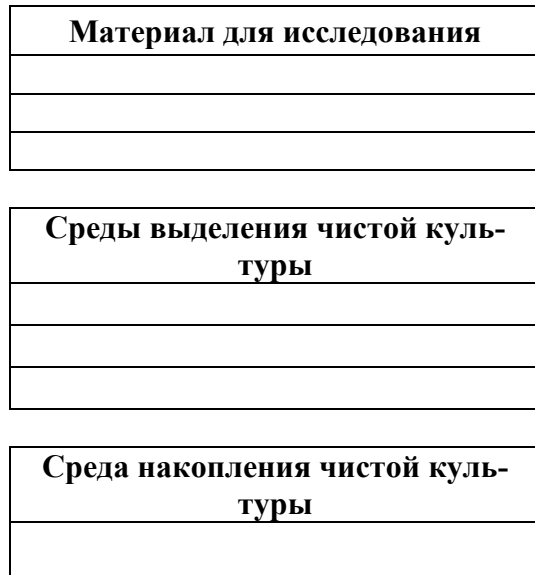 Материал для исследования
Среды выделения чистой куль-
туры
Среда накопления чистой куль-
туры